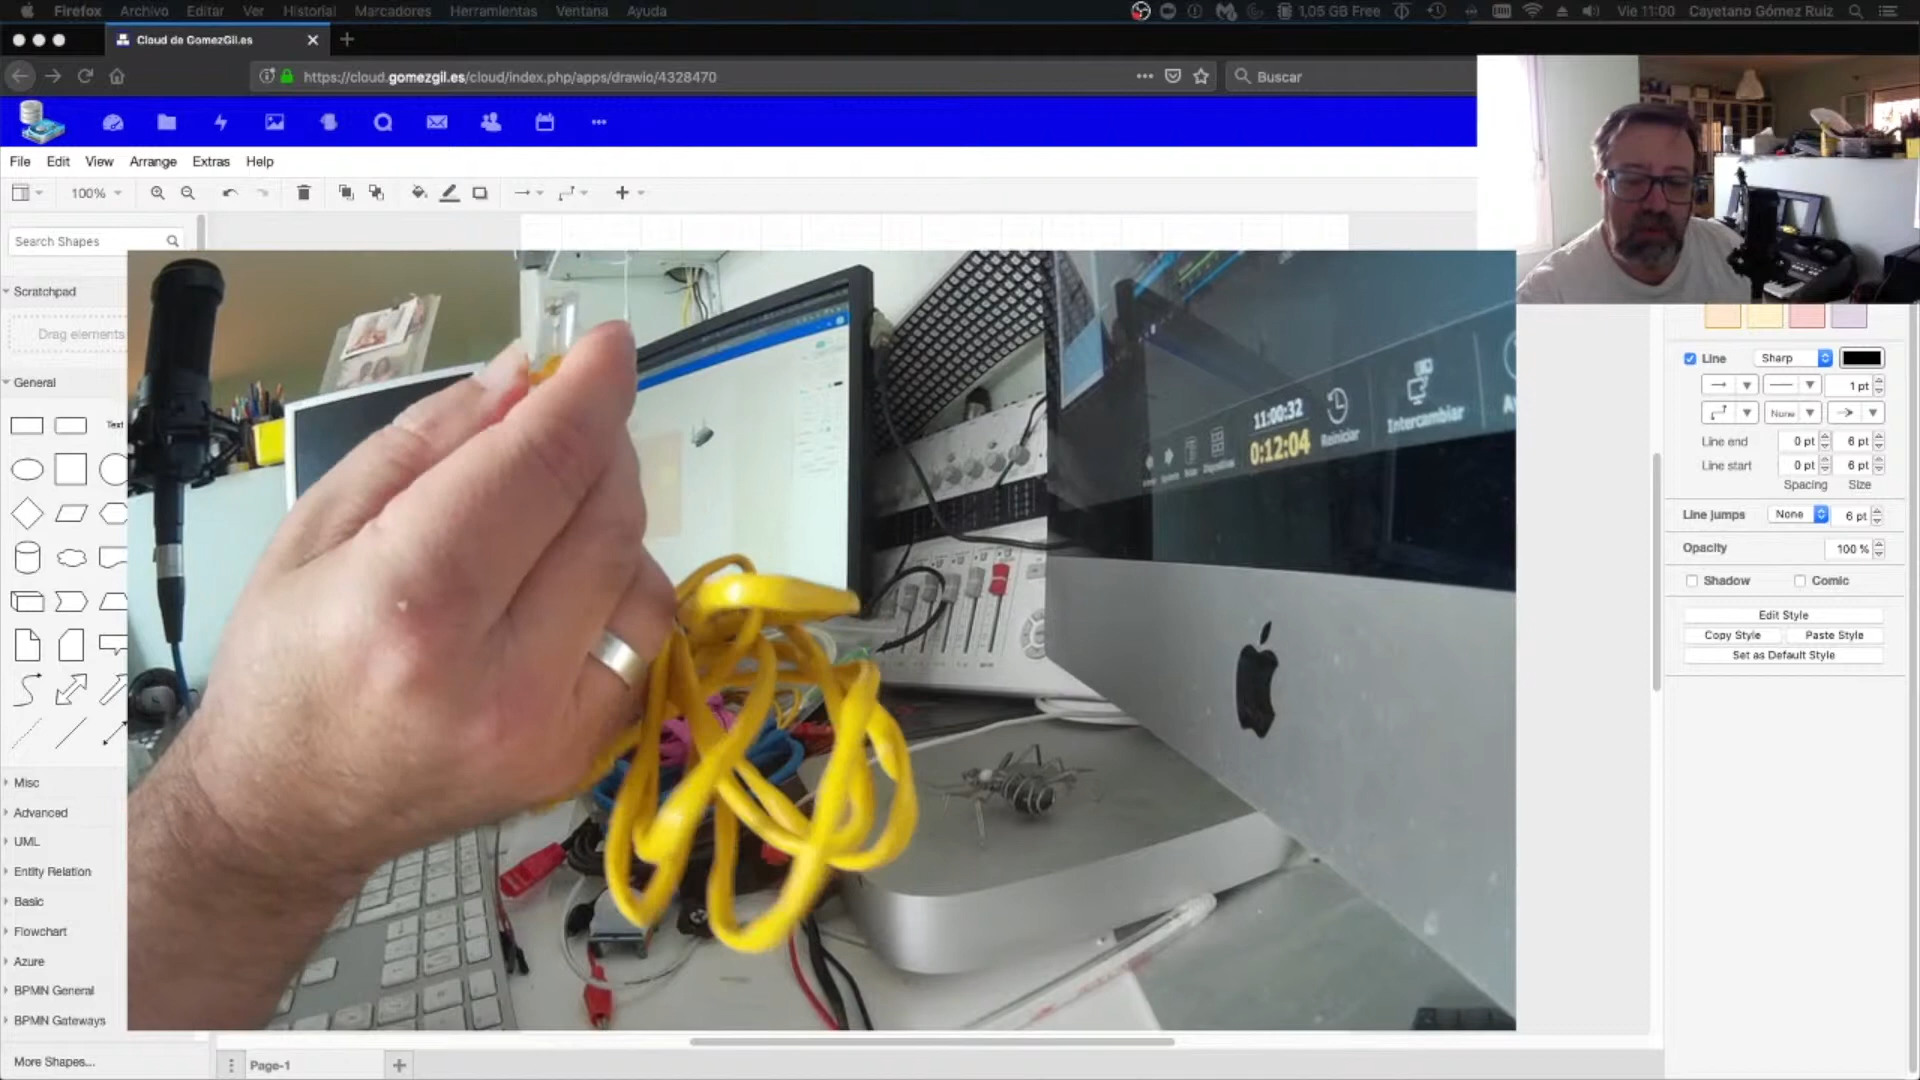 Firefox Archivo Editar Ver Historial Marcadores Herramientas Ventana Ayuda 1,05 GB Free Vie 11:00 Cayetano Gómez Ruiz
Cloud de GomezGil.es
https://cloud.gomezgil.es/cloud/index.php/apps/drawio/4328470 Buscar
File Edit View Arrange Extras Help
100%
Search Shapes
Scratchpad
Drag elements
General
Text
Misc
Advanced
UML
Entity Relation
Basic
Flowchart
Azure
BPMN General
BPMN Gateways
More Shapes...
Page-1
11:00:32
0:12:04
Reiniciar
Intercambiar
Line Sharp
1 pt
None
Line end 0 pt 6 pt
Line start 0 pt 6 pt
Spacing Size
Line jumps None 6 pt
Opacity 100 %
Shadow Comic
Edit Style
Copy Style Paste Style
Set as Default Style